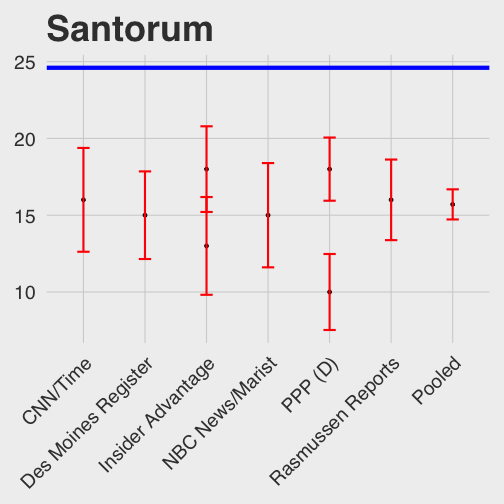 Santorum
25
20
15
10
CNN/Time
Des Moines Register
Insider Advantage
NBC News/Marist
PPP (D)
Rasmussen Reports
Pooled